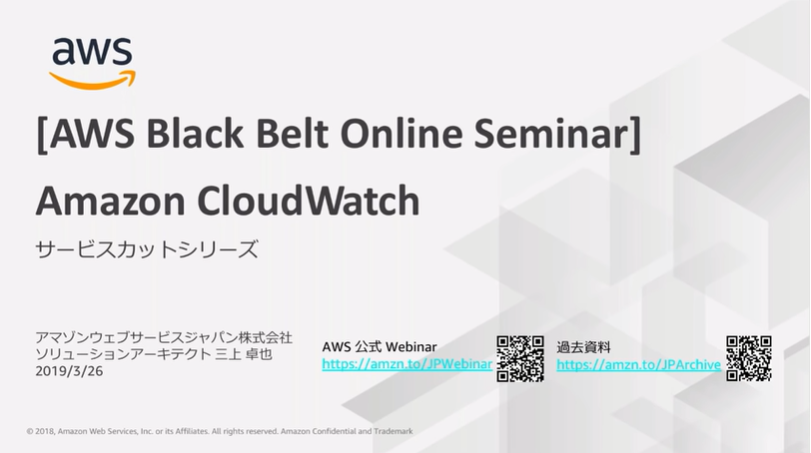 aws
[AWS Black Belt Online Seminar]
Amazon CloudWatch
サービスカットシリーズ
アマゾンウェブサービスジャパン株式会社
ソリューションアーキテクト 三上 卓也
2019/3/26
AWS 公式 Webinar
https://amzn.to/JPWebinar
過去資料
https://amzn.to/JPArchive
© 2018, Amazon Web Services, Inc. or its Affiliates. All rights reserved. Amazon Confidential and Trademark